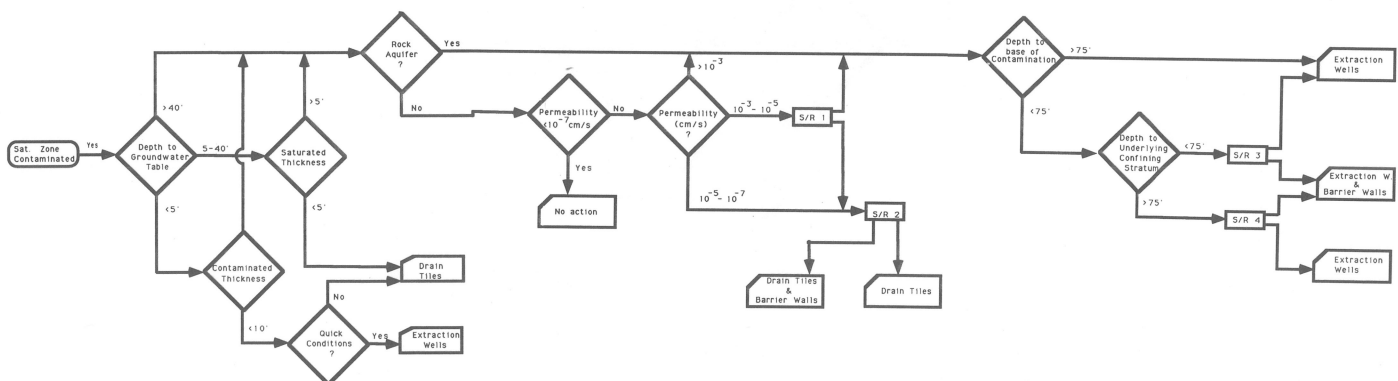 Rock
Aquifer
?
Yes
No
>40'
>5'
Sat. Zone
Contaminated
Yes
Depth to
Groundwater
Table
5-40'
Saturated
Thickness
<5'
<5'
Contaminated
Thickness
<10'
Quick
Conditions
?
No
Yes
Drain
Tiles
Extraction
Wells
Permeability
<10⁻⁷cm/s
No
Yes
No action
Permeability
(cm/s)
?
>10⁻³
10⁻³- 10⁻⁵
10⁻⁵- 10⁻⁷
S/R 1
S/R 2
Drain Tiles
&
Barrier Walls
Drain Tiles
Depth to
base of
Contamination
>75'
<75'
Depth to
Underlying
Confining
Stratum
<75'
>75'
S/R 3
S/R 4
Extraction
Wells
Extraction W.
&
Barrier Walls
Extraction
Wells